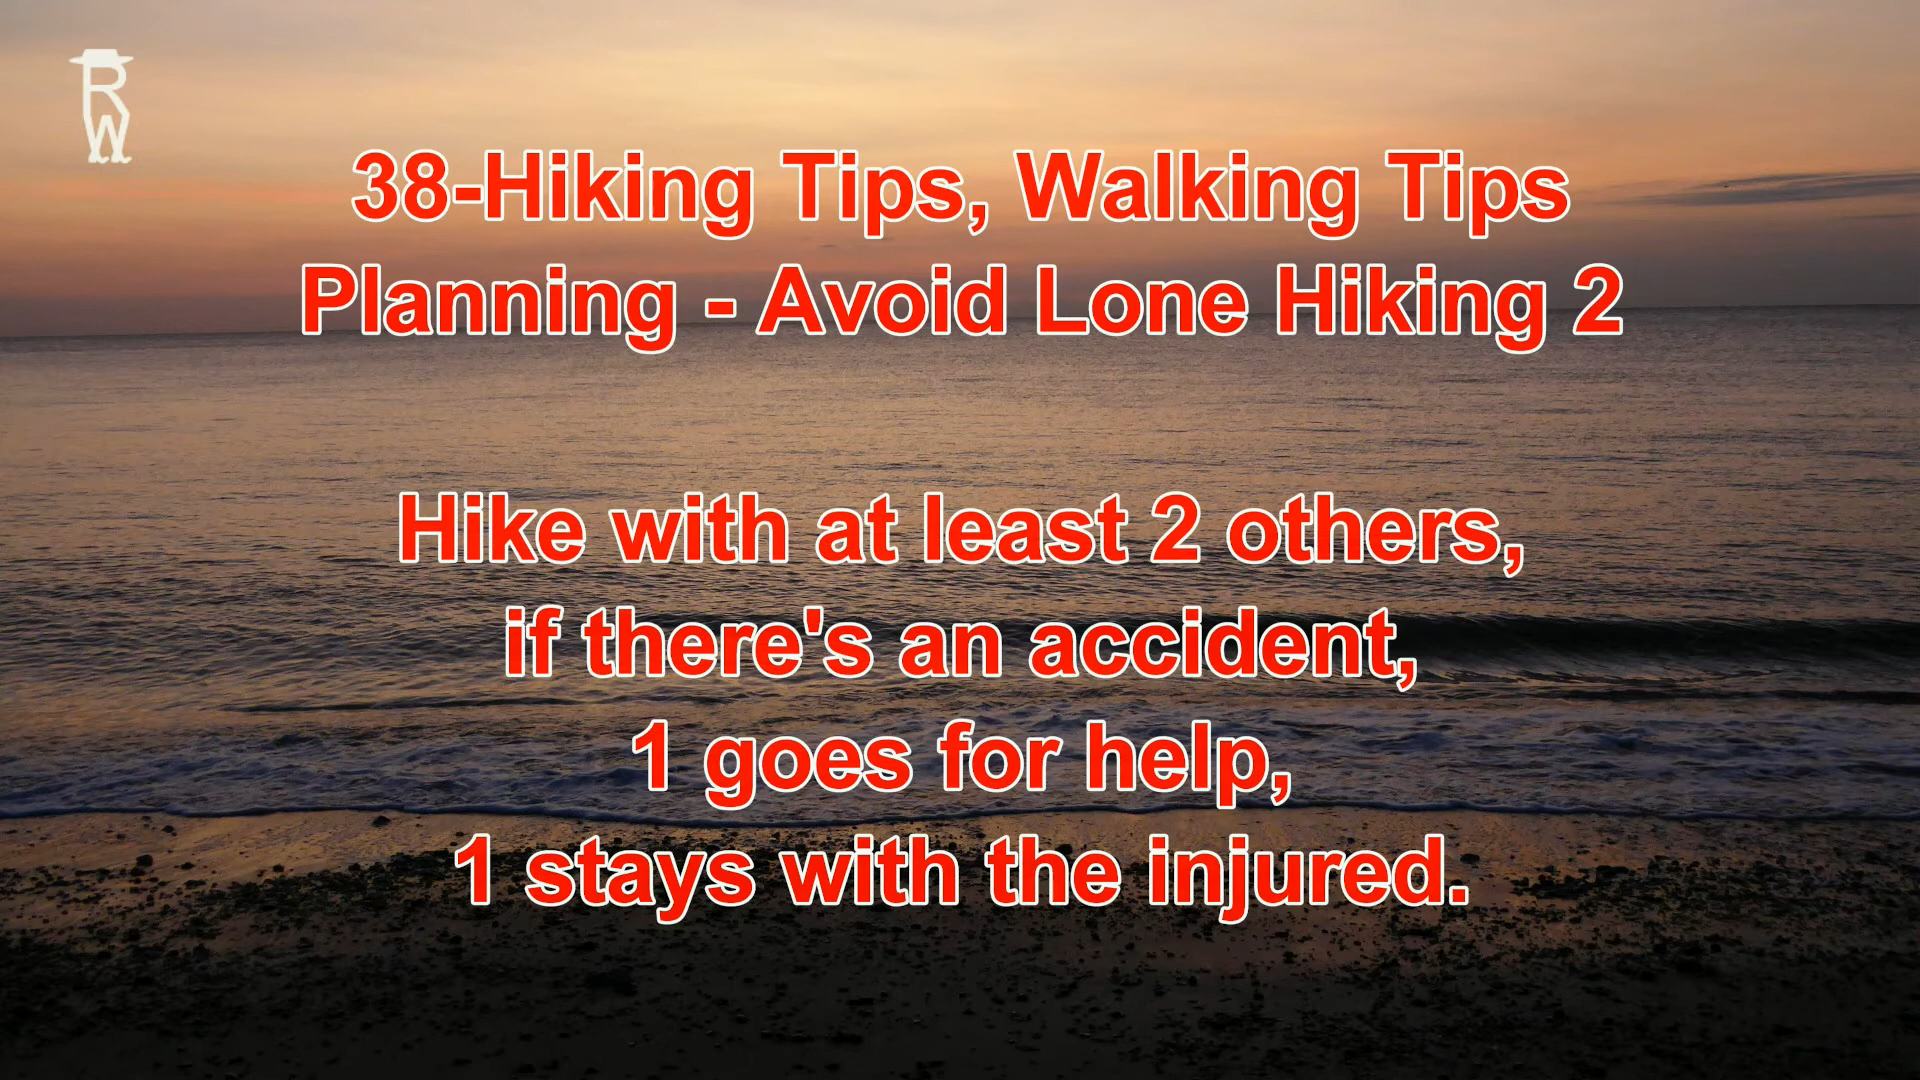 RW
38-Hiking Tips, Walking Tips
Planning - Avoid Lone Hiking 2
Hike with at least 2 others,
if there's an accident,
1 goes for help,
1 stays with the injured.